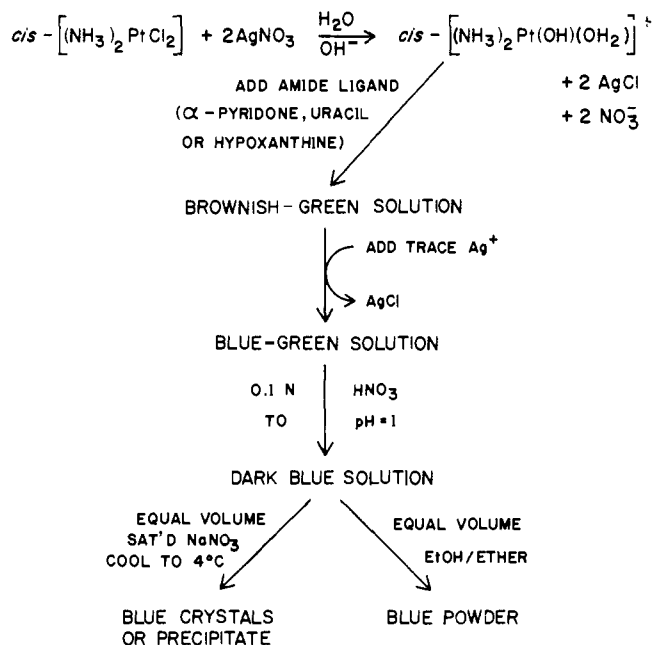 cis-[(NH3)2PtCl2] + 2AgNO3 H2O OH− cis-[(NH3)2Pt(OH)(OH2)]+
ADD AMIDE LIGAND
(α-PYRIDONE, URACIL
OR HYPOXANTHINE)
+ 2 AgCl
+ 2 NO3−
BROWNISH-GREEN SOLUTION
ADD TRACE Ag+
AgCl
BLUE-GREEN SOLUTION
0.1 N HNO3
TO pH = 1
DARK BLUE SOLUTION
EQUAL VOLUME
SAT'D NaNO3
COOL TO 4°C
EQUAL VOLUME
EtOH/ETHER
BLUE CRYSTALS
OR PRECIPITATE
BLUE POWDER